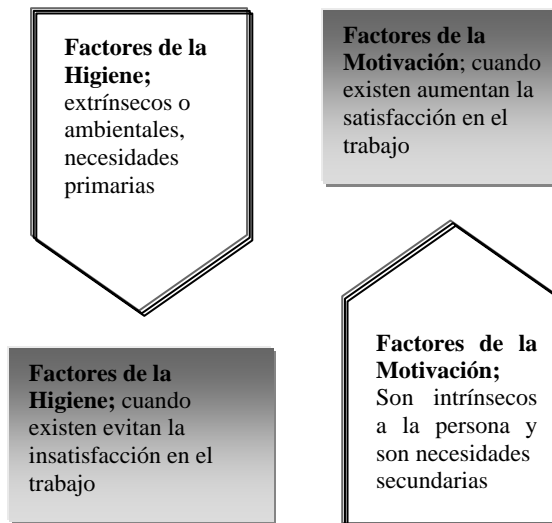 Factores de la
Higiene;
extrínsecos o
ambientales,
necesidades
primarias
Factores de la
Motivación; cuando
existen aumentan la
satisfacción en el
trabajo
Factores de la
Higiene; cuando
existen evitan la
insatisfacción en el
trabajo
Factores de la
Motivación;
Son intrínsecos
a la persona y
son necesidades
secundarias